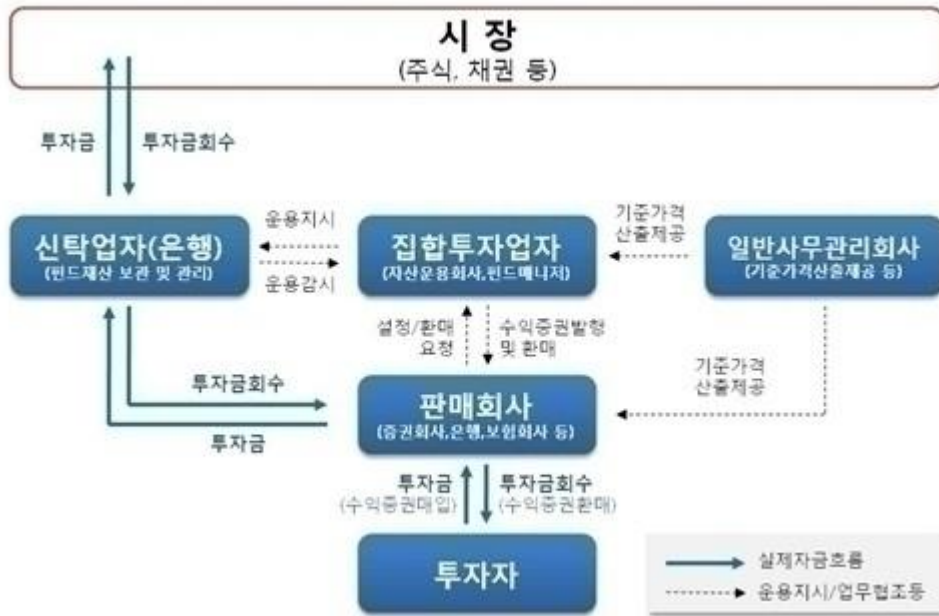 시 장
(주식, 채권 등)
투자금
투자금회수
신탁업자(은행)
(펀드재산 보관 및 관리)
운용지시
운용감시
집합투자업자
(자산운용회사,펀드매니저)
기준가격
산출제공
일반사무관리회사
(기준가격산출제공 등)
설정/환매
요청
수익증권발행
및 환매
기준가격
산출제공
투자금회수
투자금
판매회사
(증권회사,은행,보험회사 등)
투자금
(수익증권매입)
투자금회수
(수익증권환매)
투자자
실제자금흐름
운용지시/업무협조등